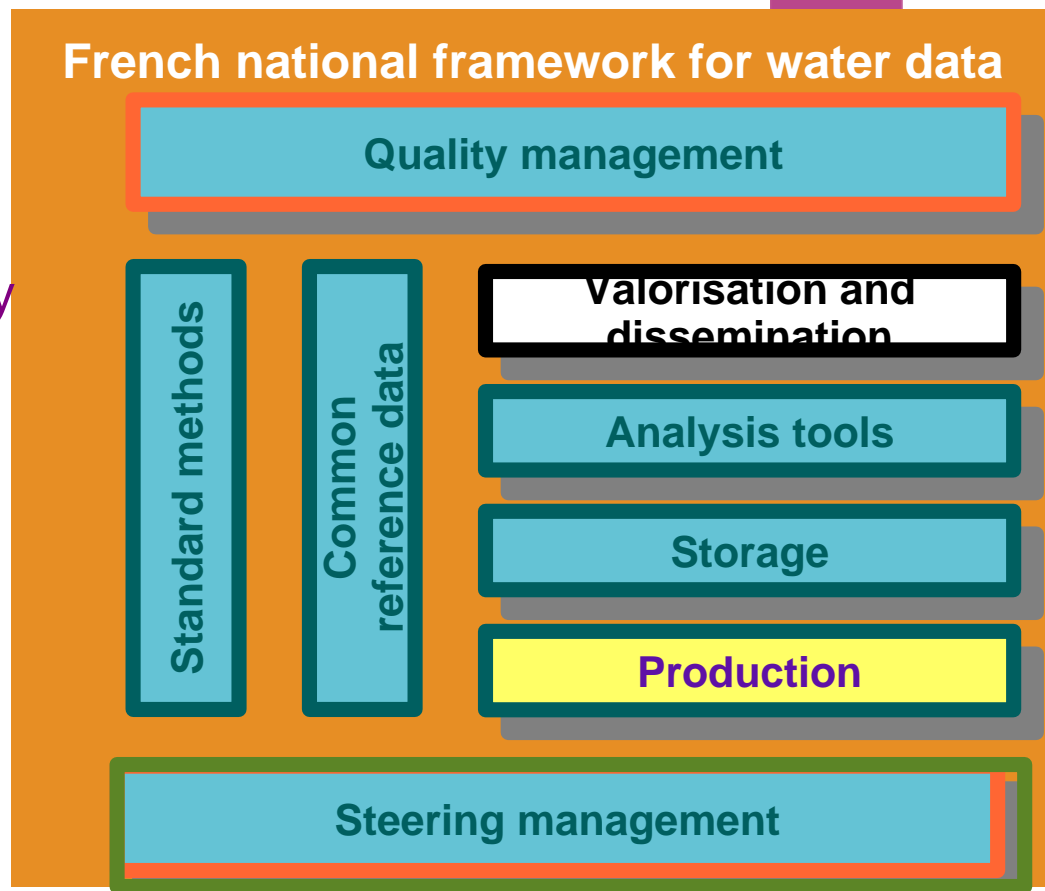 French national framework for water data
Quality management
y
Standard methods
Common
reference data
Valorisation and
dissemination
Analysis tools
Storage
Production
Steering management